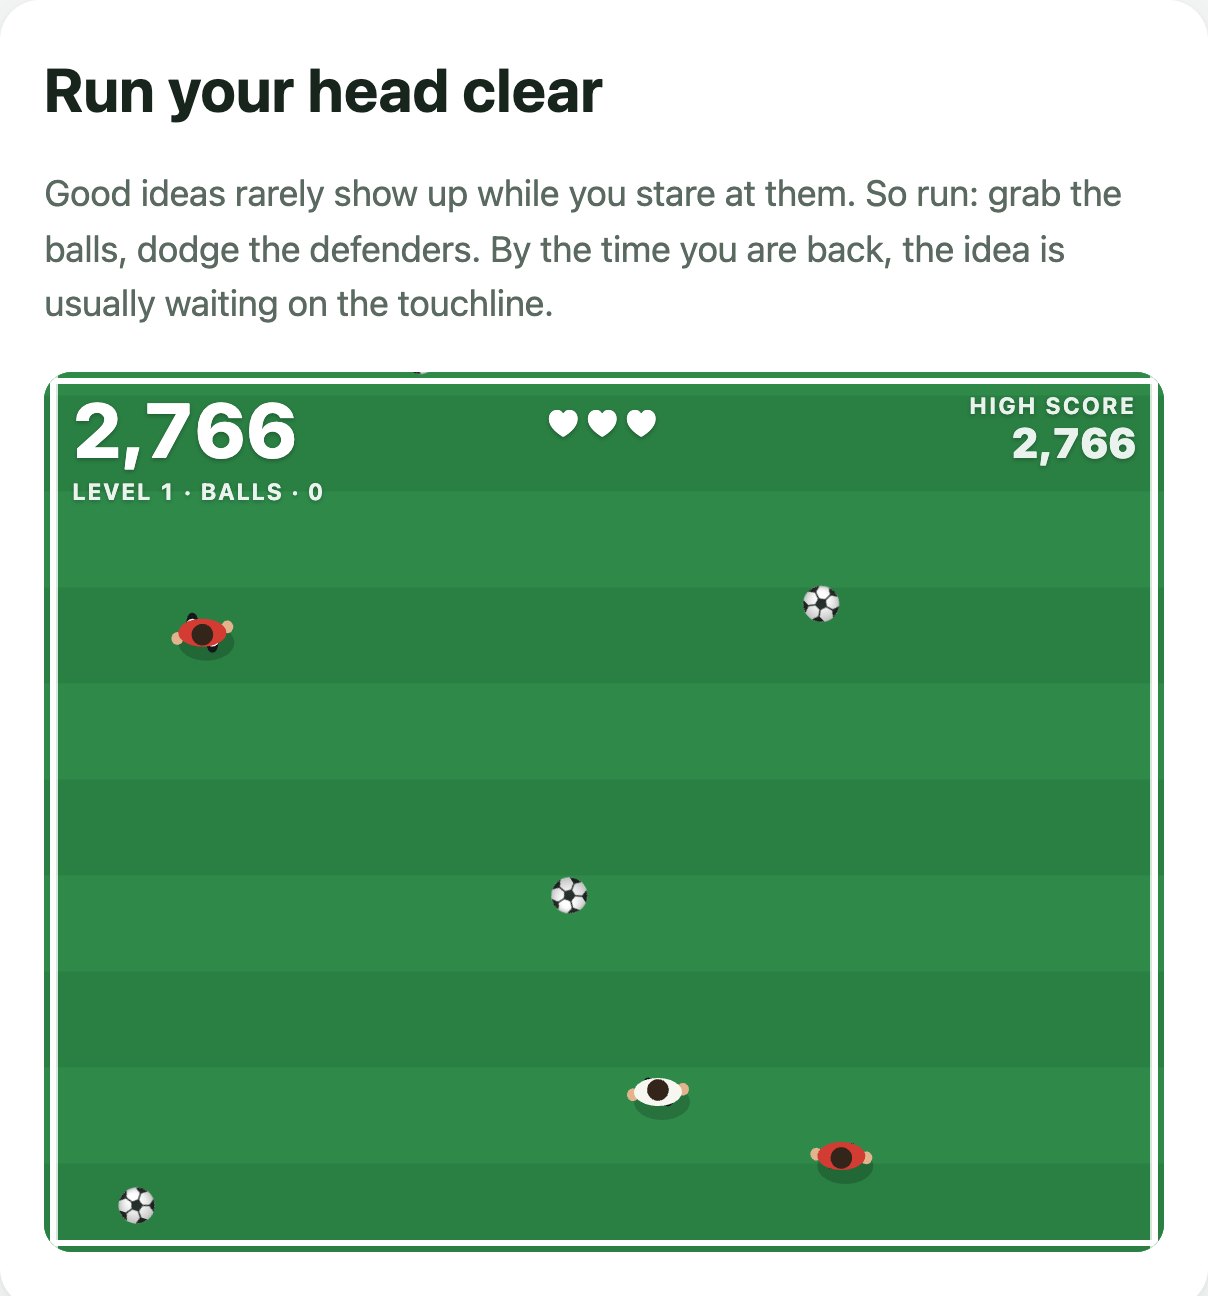 Run your head clear
Good ideas rarely show up while you stare at them. So run: grab the
balls, dodge the defenders. By the time you are back, the idea is
usually waiting on the touchline.
2,766
LEVEL 1 · BALLS · 0
HIGH SCORE
2,766